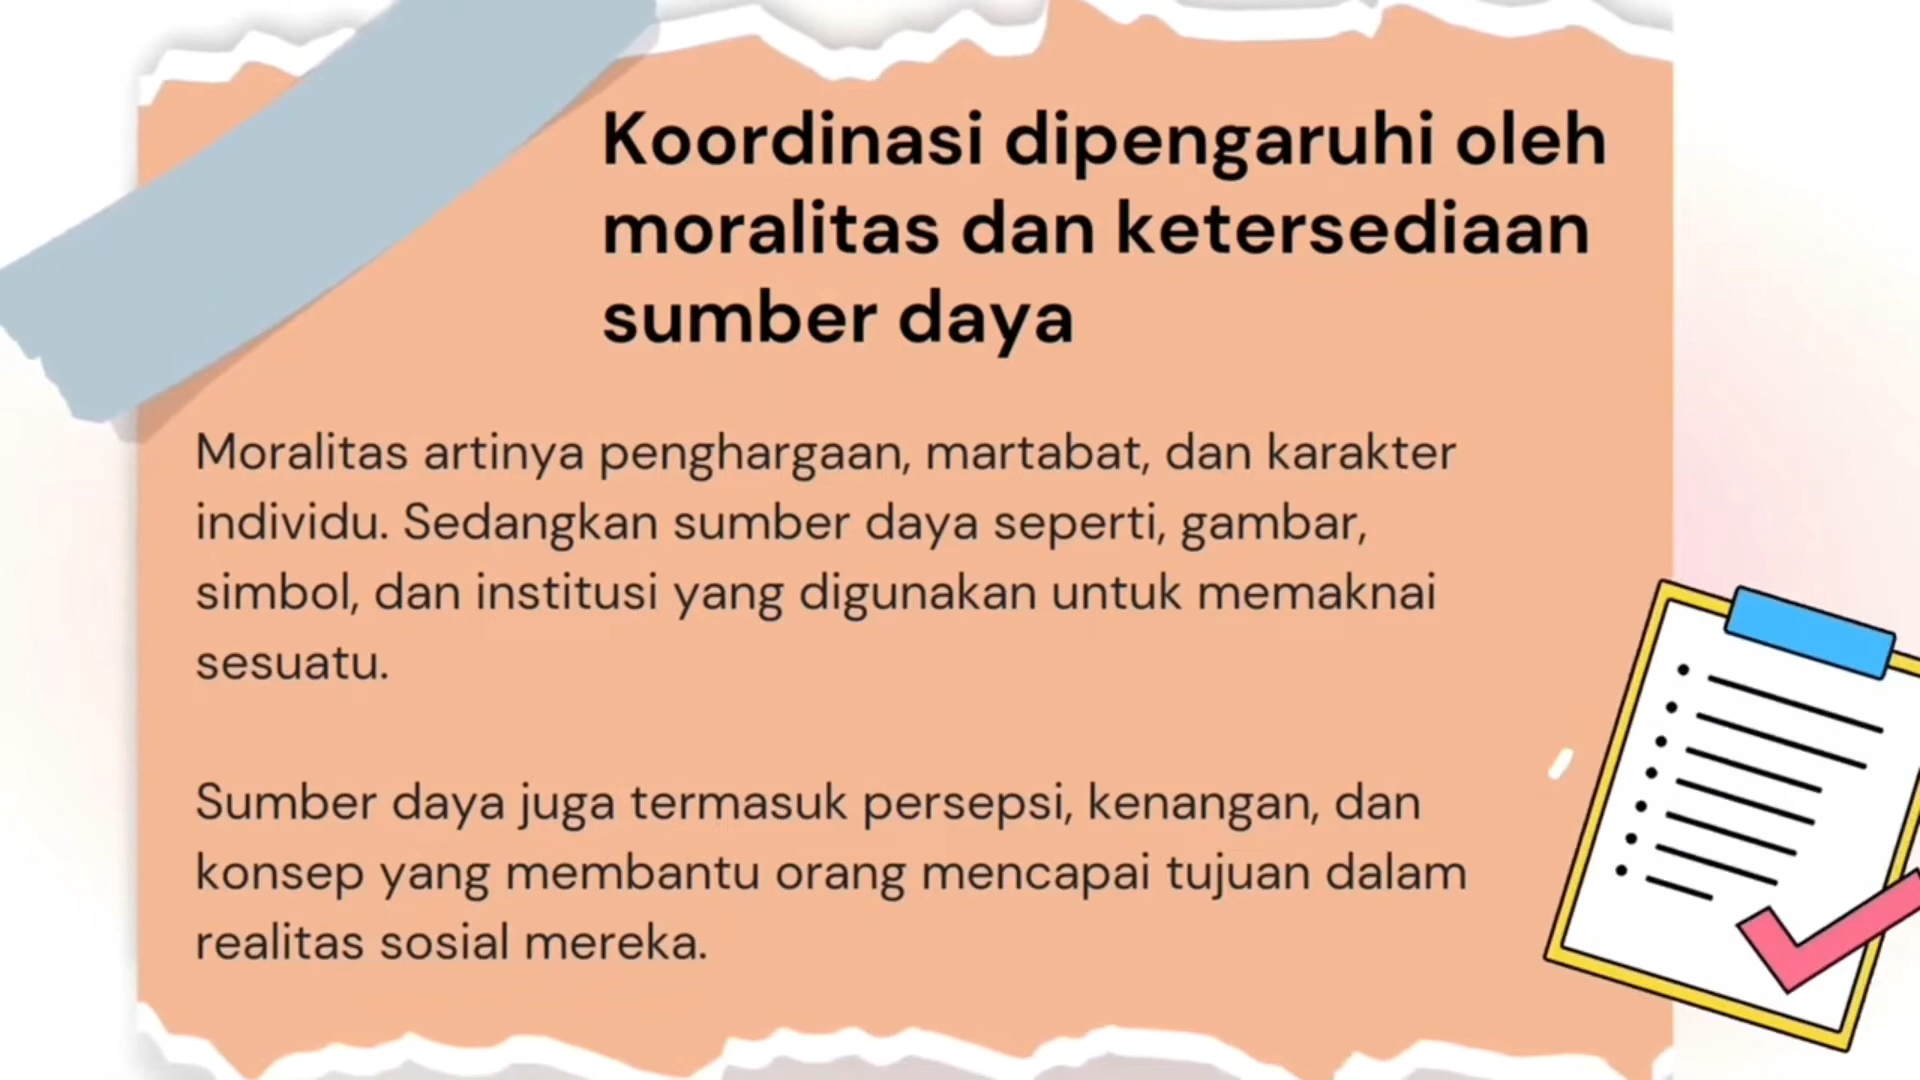 Koordinasi dipengaruhi oleh
moralitas dan ketersediaan
sumber daya
Moralitas artinya penghargaan, martabat, dan karakter
individu. Sedangkan sumber daya seperti, gambar,
simbol, dan institusi yang digunakan untuk memaknai
sesuatu.
Sumber daya juga termasuk persepsi, kenangan, dan
konsep yang membantu orang mencapai tujuan dalam
realitas sosial mereka.